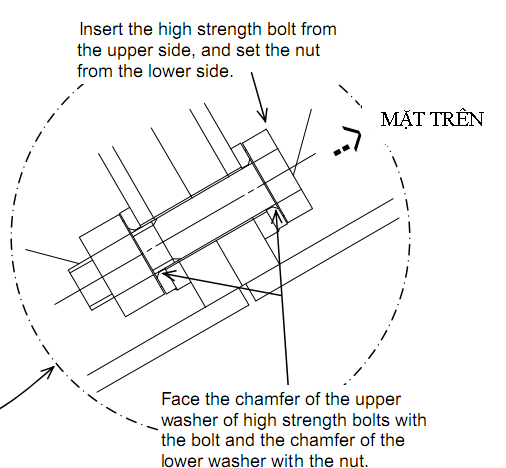 Insert the high strength bolt from
the upper side, and set the nut
from the lower side.
MẶT TRÊN
Face the chamfer of the upper
washer of high strength bolts with
the bolt and the chamfer of the
lower washer with the nut.